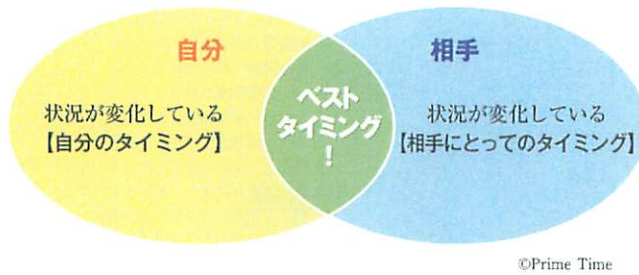 自分
状況が変化している
【自分のタイミング】
ベスト
タイミング
!
相手
状況が変化している
【相手にとってのタイミング】
©Prime Time